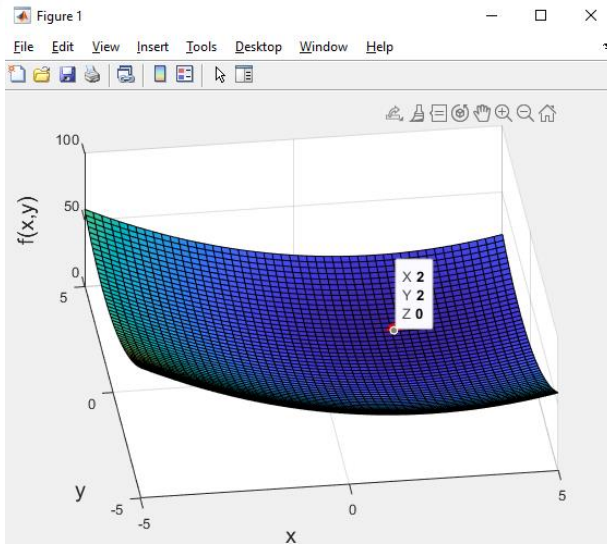 Figure 1
File Edit View Insert Tools Desktop Window Help
100
50
0
f(x,y)
5
0
-5
y
-5
0
5
x
X 2
Y 2
Z 0